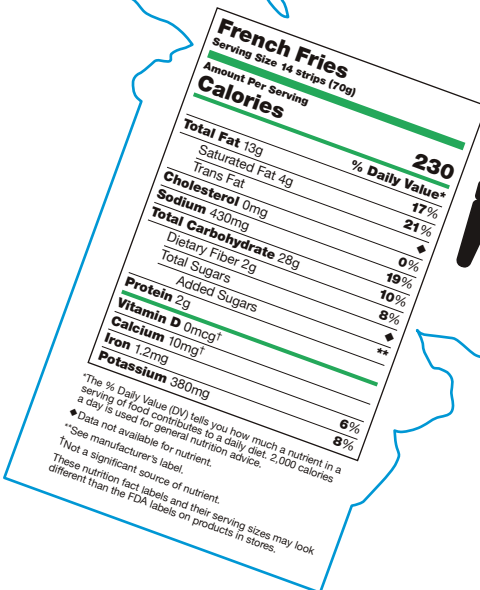 French Fries
Serving Size 14 strips (70g)
Amount Per Serving
Calories 230
% Daily Value*
Total Fat 13g 17%
Saturated Fat 4g 21%
Trans Fat ◆
Cholesterol 0mg 0%
Sodium 430mg 19%
Total Carbohydrate 28g 10%
Dietary Fiber 2g 8%
Total Sugars ◆
Added Sugars **
Protein 2g
Vitamin D 0mcg†
Calcium 10mg†
Iron 1.2mg 6%
Potassium 380mg 8%
*The % Daily Value (DV) tells you how much a nutrient in a
serving of food contributes to a daily diet. 2,000 calories
a day is used for general nutrition advice.
◆Data not available for nutrient.
**See manufacturer's label.
†Not a significant source of nutrient.
These nutrition fact labels and their serving sizes may look
different than the FDA labels on products in stores.